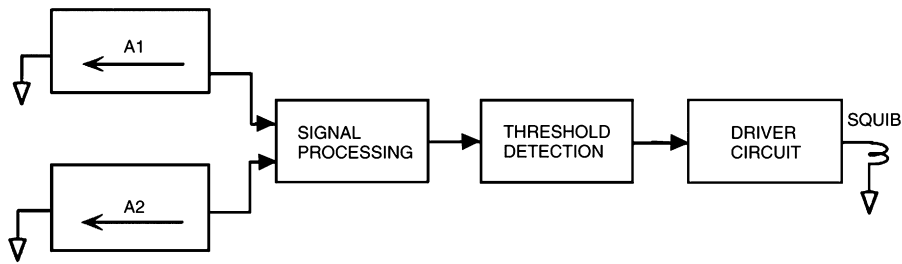 A1
A2
SIGNAL
PROCESSING
THRESHOLD
DETECTION
DRIVER
CIRCUIT
SQUIB